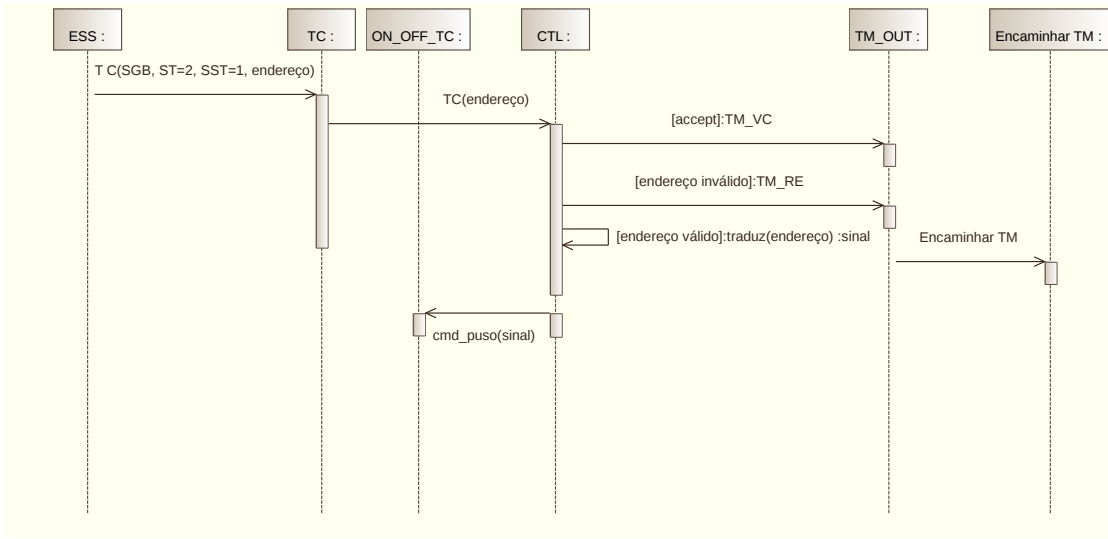 ESS :
TC :
ON_OFF_TC :
CTL :
TM_OUT :
Encaminhar TM :
T C(SGB, ST=2, SST=1, endereço)
TC(endereço)
[accept]:TM_VC
[endereço inválido]:TM_RE
[endereço válido]:traduz(endereço) :sinal
Encaminhar TM
cmd_puso(sinal)